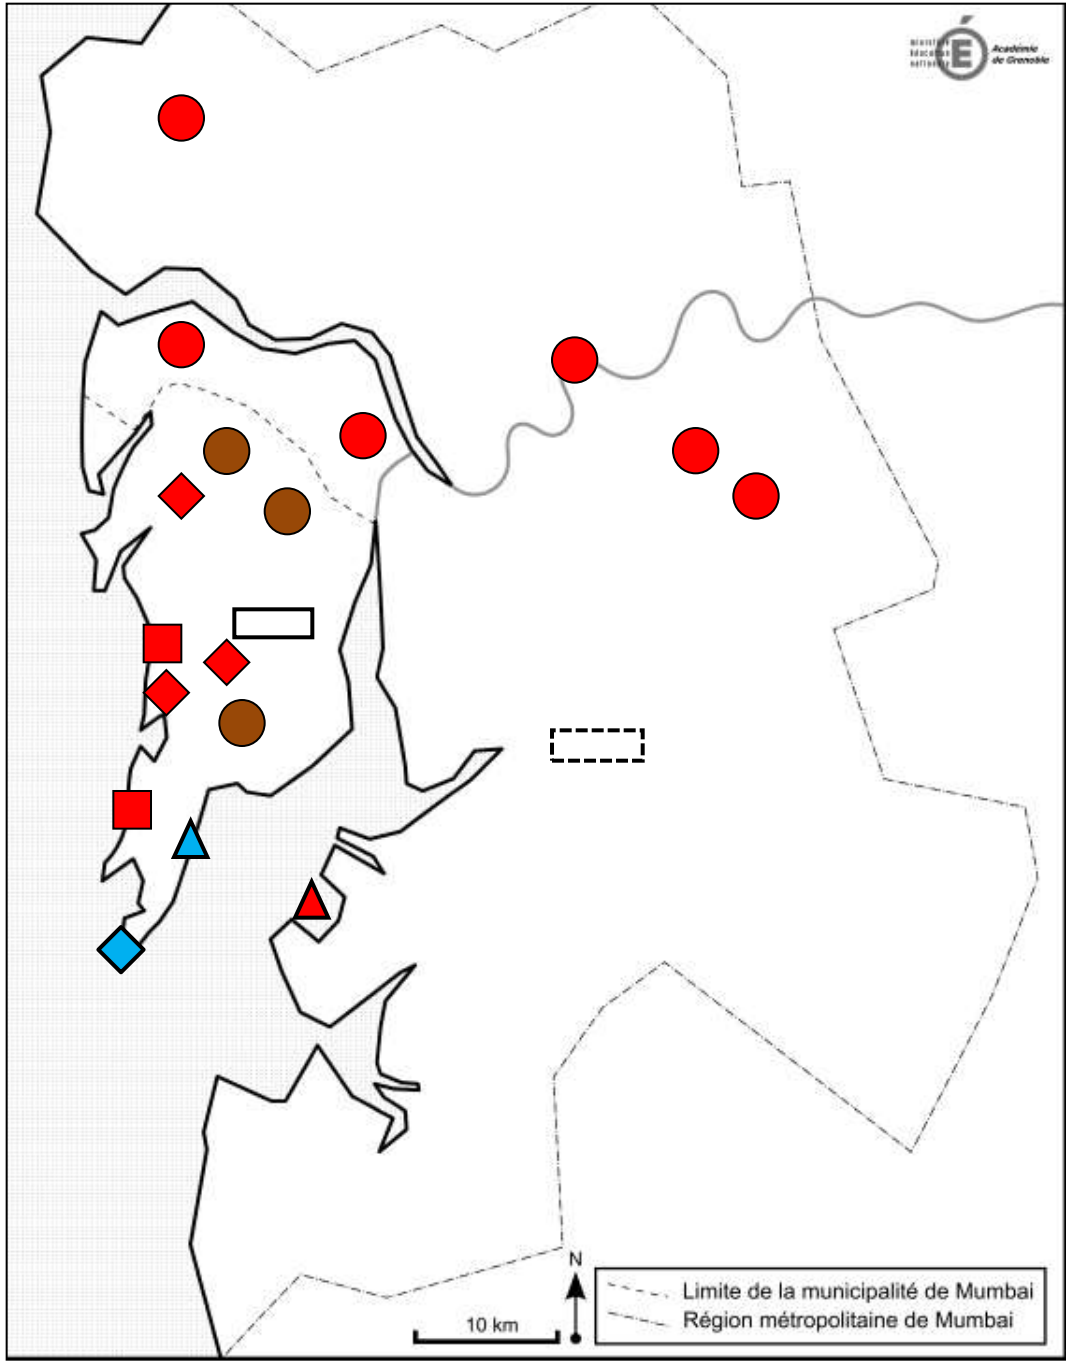 Académie
de Grenoble
N
10 km
Limite de la municipalité de Mumbai
Région métropolitaine de Mumbai